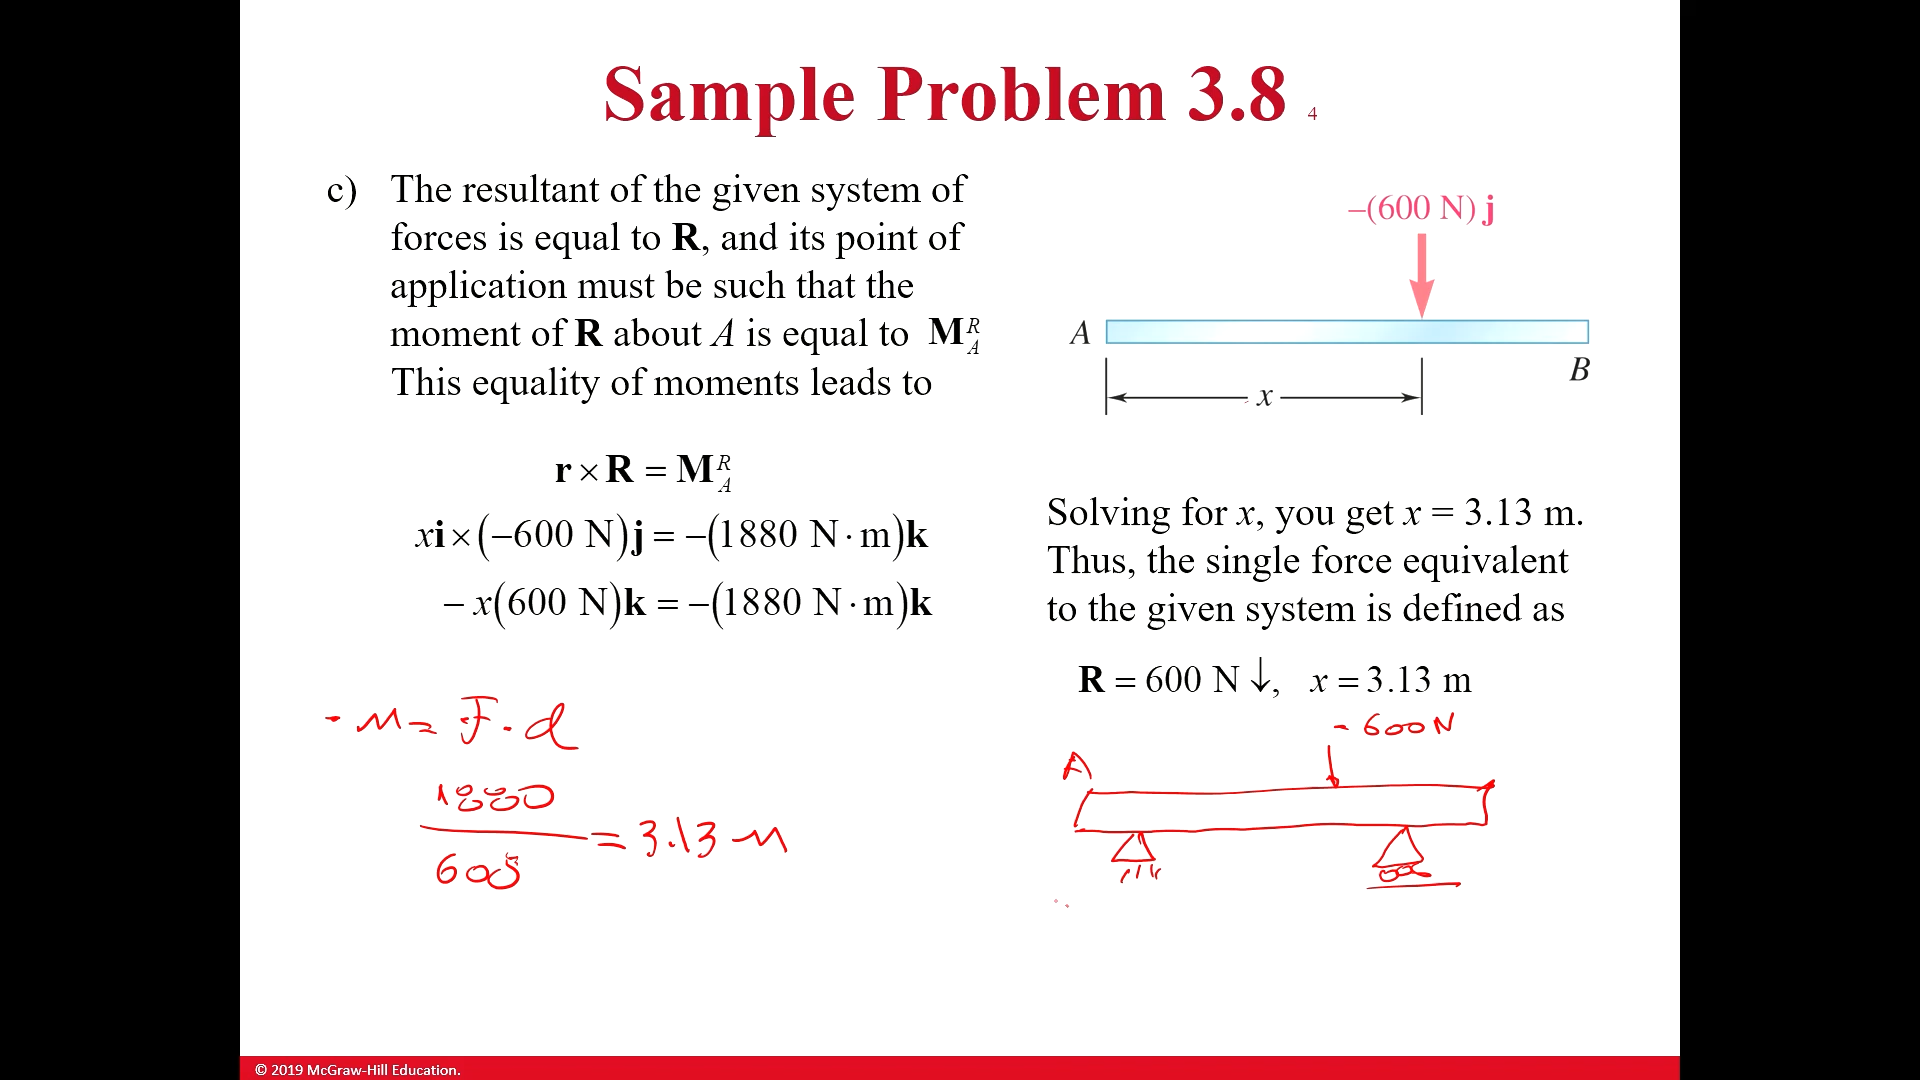 Sample Problem 3.8 4
c) The resultant of the given system of
forces is equal to R, and its point of
application must be such that the
moment of R about A is equal to M_A^R
This equality of moments leads to
r × R = M_A^R
xi × (−600 N)j = −(1880 N · m)k
− x(600 N)k = −(1880 N · m)k
- M = F · d
1880
= 3.13 m
600
–(600 N) j
A
B
x
Solving for x, you get x = 3.13 m.
Thus, the single force equivalent
to the given system is defined as
R = 600 N ↓, x = 3.13 m
- 600 N
A
© 2019 McGraw-Hill Education.